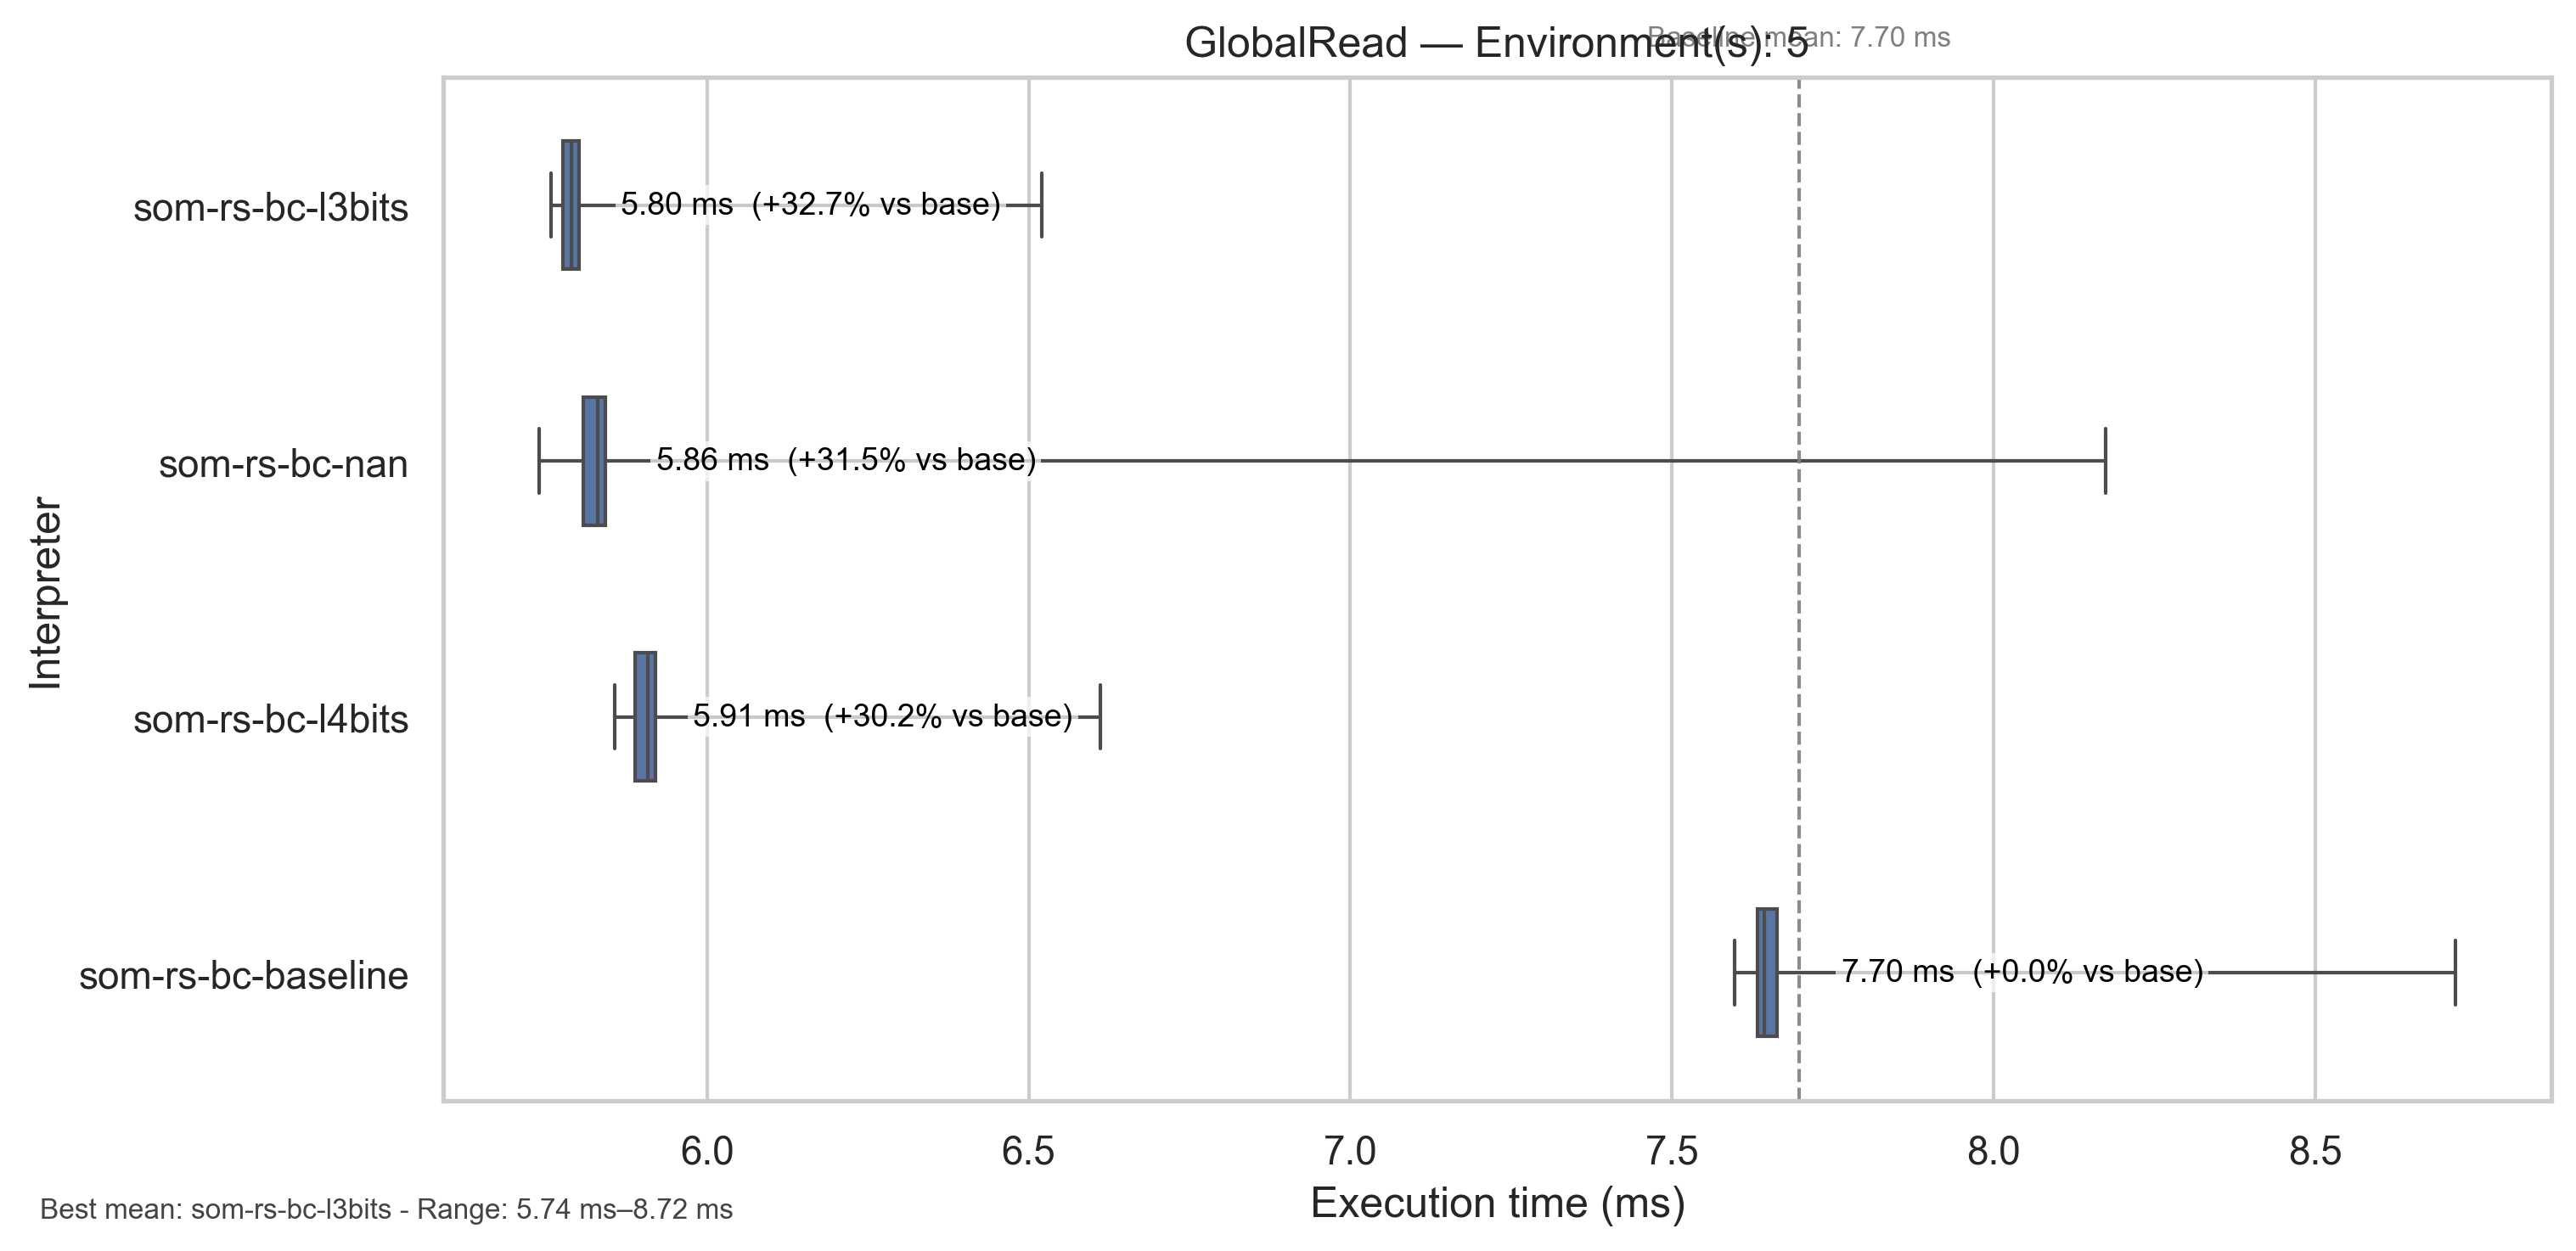 GlobalRead — Environment(s): 5
Baseline mean: 7.70 ms
som-rs-bc-l3bits
5.80 ms (+32.7% vs base)
som-rs-bc-nan
5.86 ms (+31.5% vs base)
som-rs-bc-l4bits
5.91 ms (+30.2% vs base)
som-rs-bc-baseline
7.70 ms (+0.0% vs base)
Interpreter
6.0 6.5 7.0 7.5 8.0 8.5
Execution time (ms)
Best mean: som-rs-bc-l3bits - Range: 5.74 ms–8.72 ms